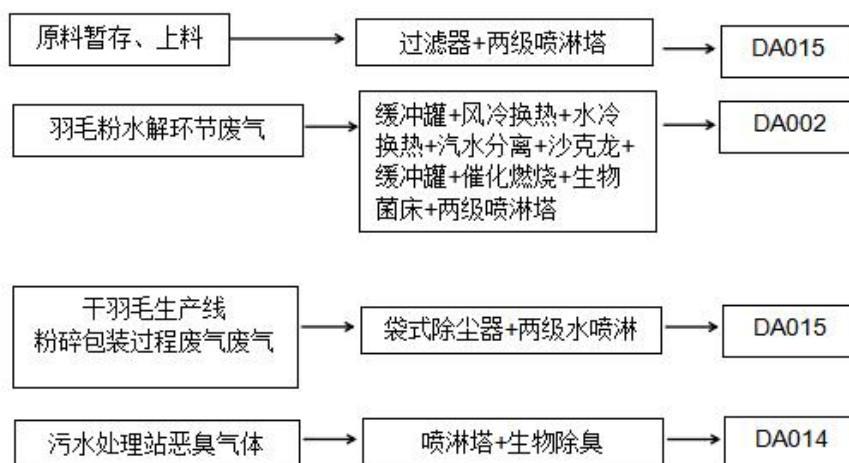 原料暂存、上料
过滤器+两级喷淋塔
DA015
羽毛粉水解环节废气
缓冲罐+风冷换热+水冷
换热+汽水分离+沙克龙+
缓冲罐+催化燃烧+生物
菌床+两级喷淋塔
DA002
干羽毛生产线
粉碎包装过程废气废气
袋式除尘器+两级水喷淋
DA015
污水处理站恶臭气体
喷淋塔+生物除臭
DA014